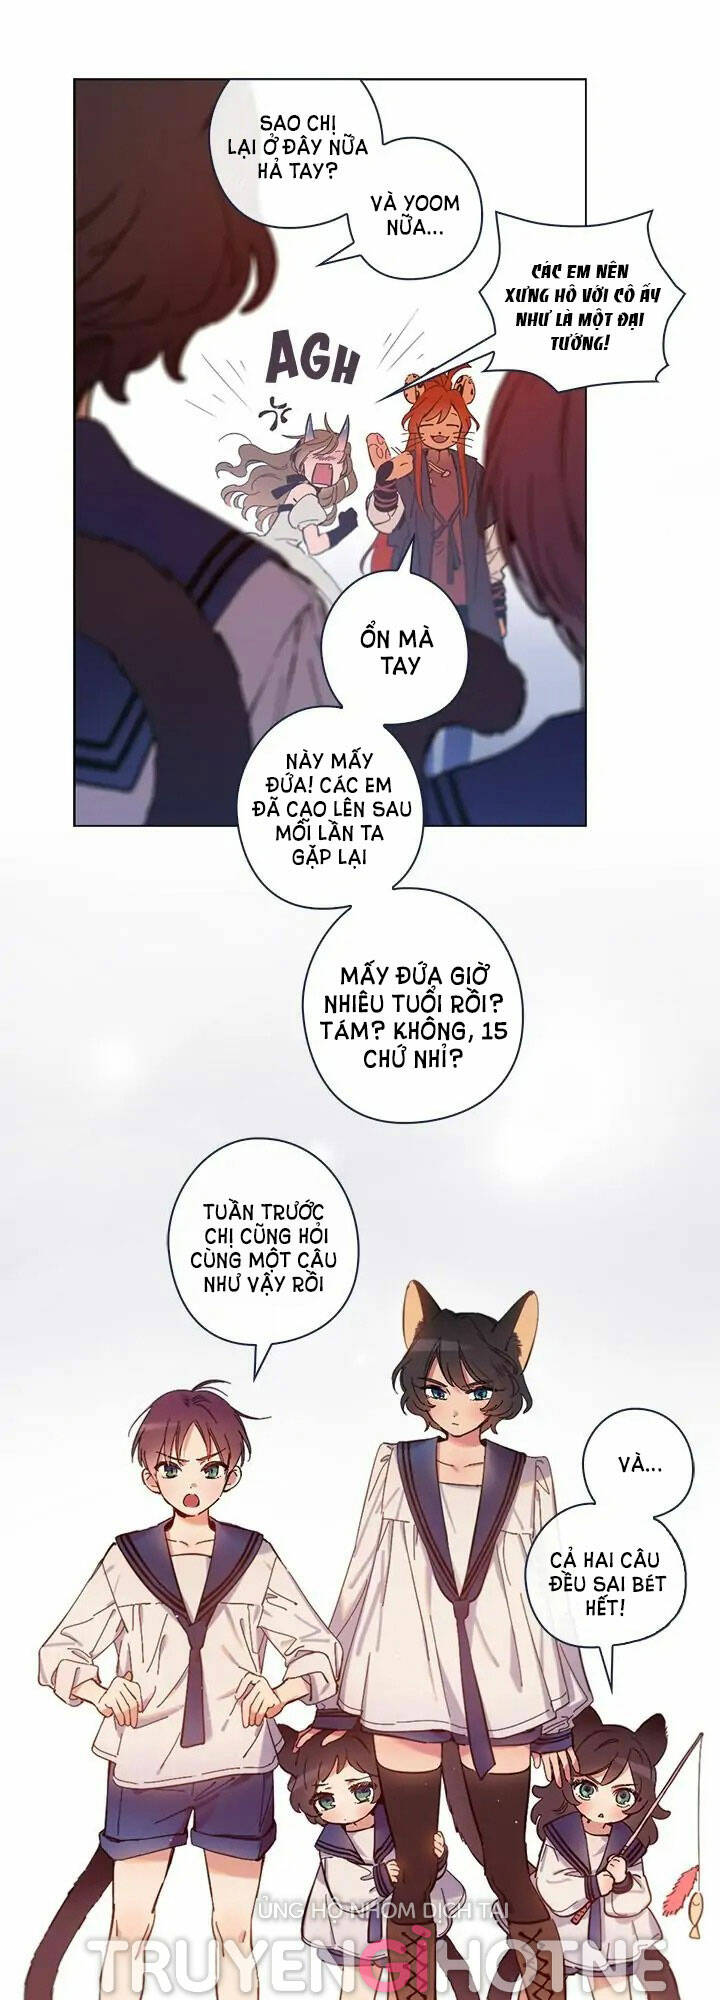 SAO CHỊ
LẠI Ở ĐÂY NỮA
HẢ TAY?
VÀ YOOM
NỮA...
CÁC EM NÊN
XƯNG HÔ VỚI CÔ ẤY
NHƯ LÀ MỘT ĐẠI
TƯỚNG!
AGH
ỔN MÀ
TAY
NÀY MẤY
ĐỨA! CÁC EM
ĐÃ CAO LÊN SAU
MỖI LẦN TA
GẶP LẠI
MẤY ĐỨA GIỜ
NHIÊU TUỔI RỒI?
TÁM? KHÔNG, 15
CHỨ NHỈ?
TUẦN TRƯỚC
CHỊ CŨNG HỎI
CÙNG MỘT CÂU
NHƯ VẬY RỒI
VÀ...
CẢ HAI CÂU
ĐỀU SAI BÉT
HẾT!
ỦNG HỘ NHÓM DỊCH TẠI
TRUYENGIHOTNE